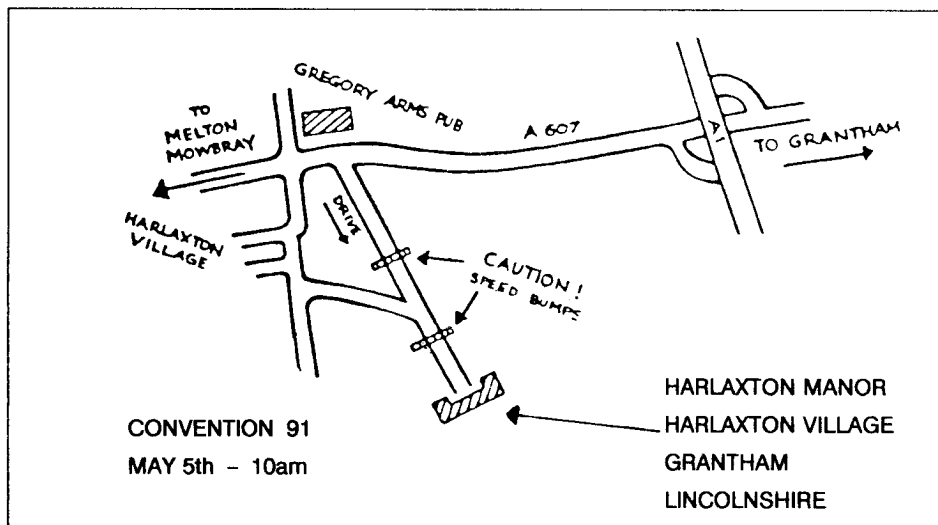 GREGORY ARMS PUB
TO
MELTON
MOWBRAY
A 607
A1
TO GRANTHAM
HARLAXTON
VILLAGE
DRIVE
CAUTION!
SPEED BUMPS
HARLAXTON MANOR
HARLAXTON VILLAGE
GRANTHAM
LINCOLNSHIRE
CONVENTION 91
MAY 5th - 10am